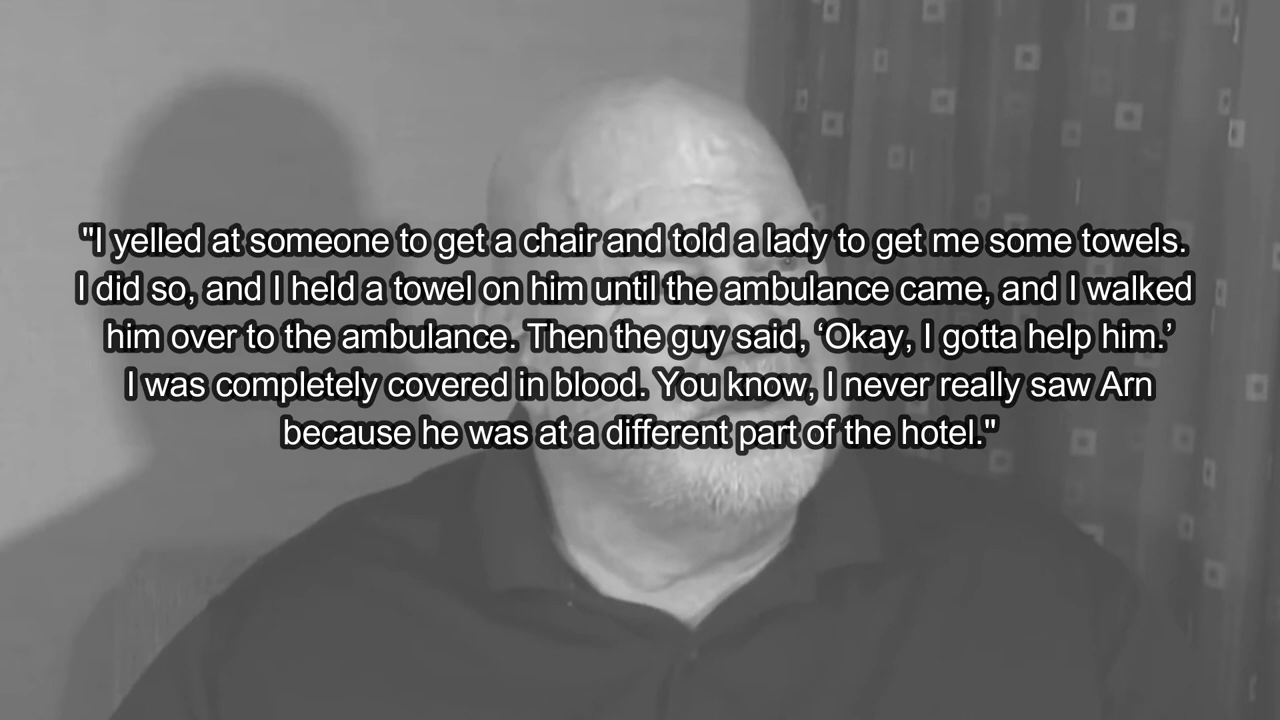 "I yelled at someone to get a chair and told a lady to get me some towels.
I did so, and I held a towel on him until the ambulance came, and I walked
him over to the ambulance. Then the guy said, ‘Okay, I gotta help him.’
I was completely covered in blood. You know, I never really saw Arn
because he was at a different part of the hotel."